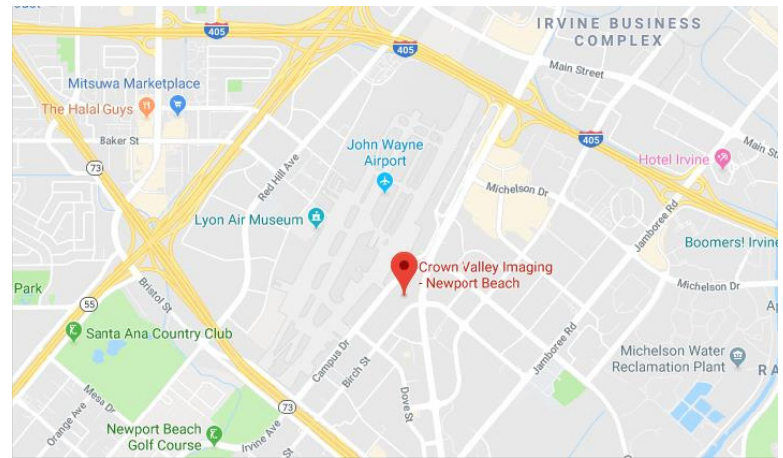 IRVINE BUSINESS
COMPLEX
405
405
Main Street
Mitsuwa Marketplace
The Halal Guys
Baker St
73
Red Hill Ave
John Wayne
Airport
405
Main S
Hotel Irvine
Michelson Dr
Lyon Air Museum
Jamboree Rd
Boomers! Irvine
Crown Valley Imaging
- Newport Beach
Michelson Dr
Park
Bristol St
55
Santa Ana Country Club
Campus Dr
Birch St
Jamboree Rd
Michelson Water
Reclamation Plant
R A
Mesa Dr
Orange Ave
Dove St
73
Newport Beach
Golf Course
Irvine Ave
St